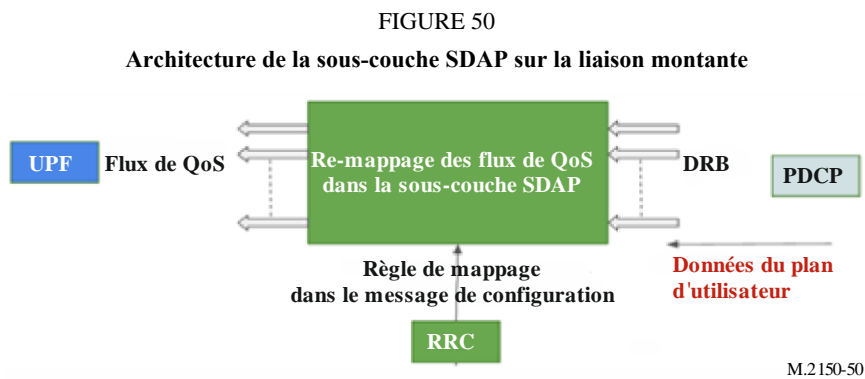 FIGURE 50
Architecture de la sous-couche SDAP sur la liaison montante
UPF
Flux de QoS
Re-mappage des flux de QoS
dans la sous-couche SDAP
DRB
PDCP
Règle de mappage
dans le message de configuration
Données du plan
d'utilisateur
RRC
M.2150-50